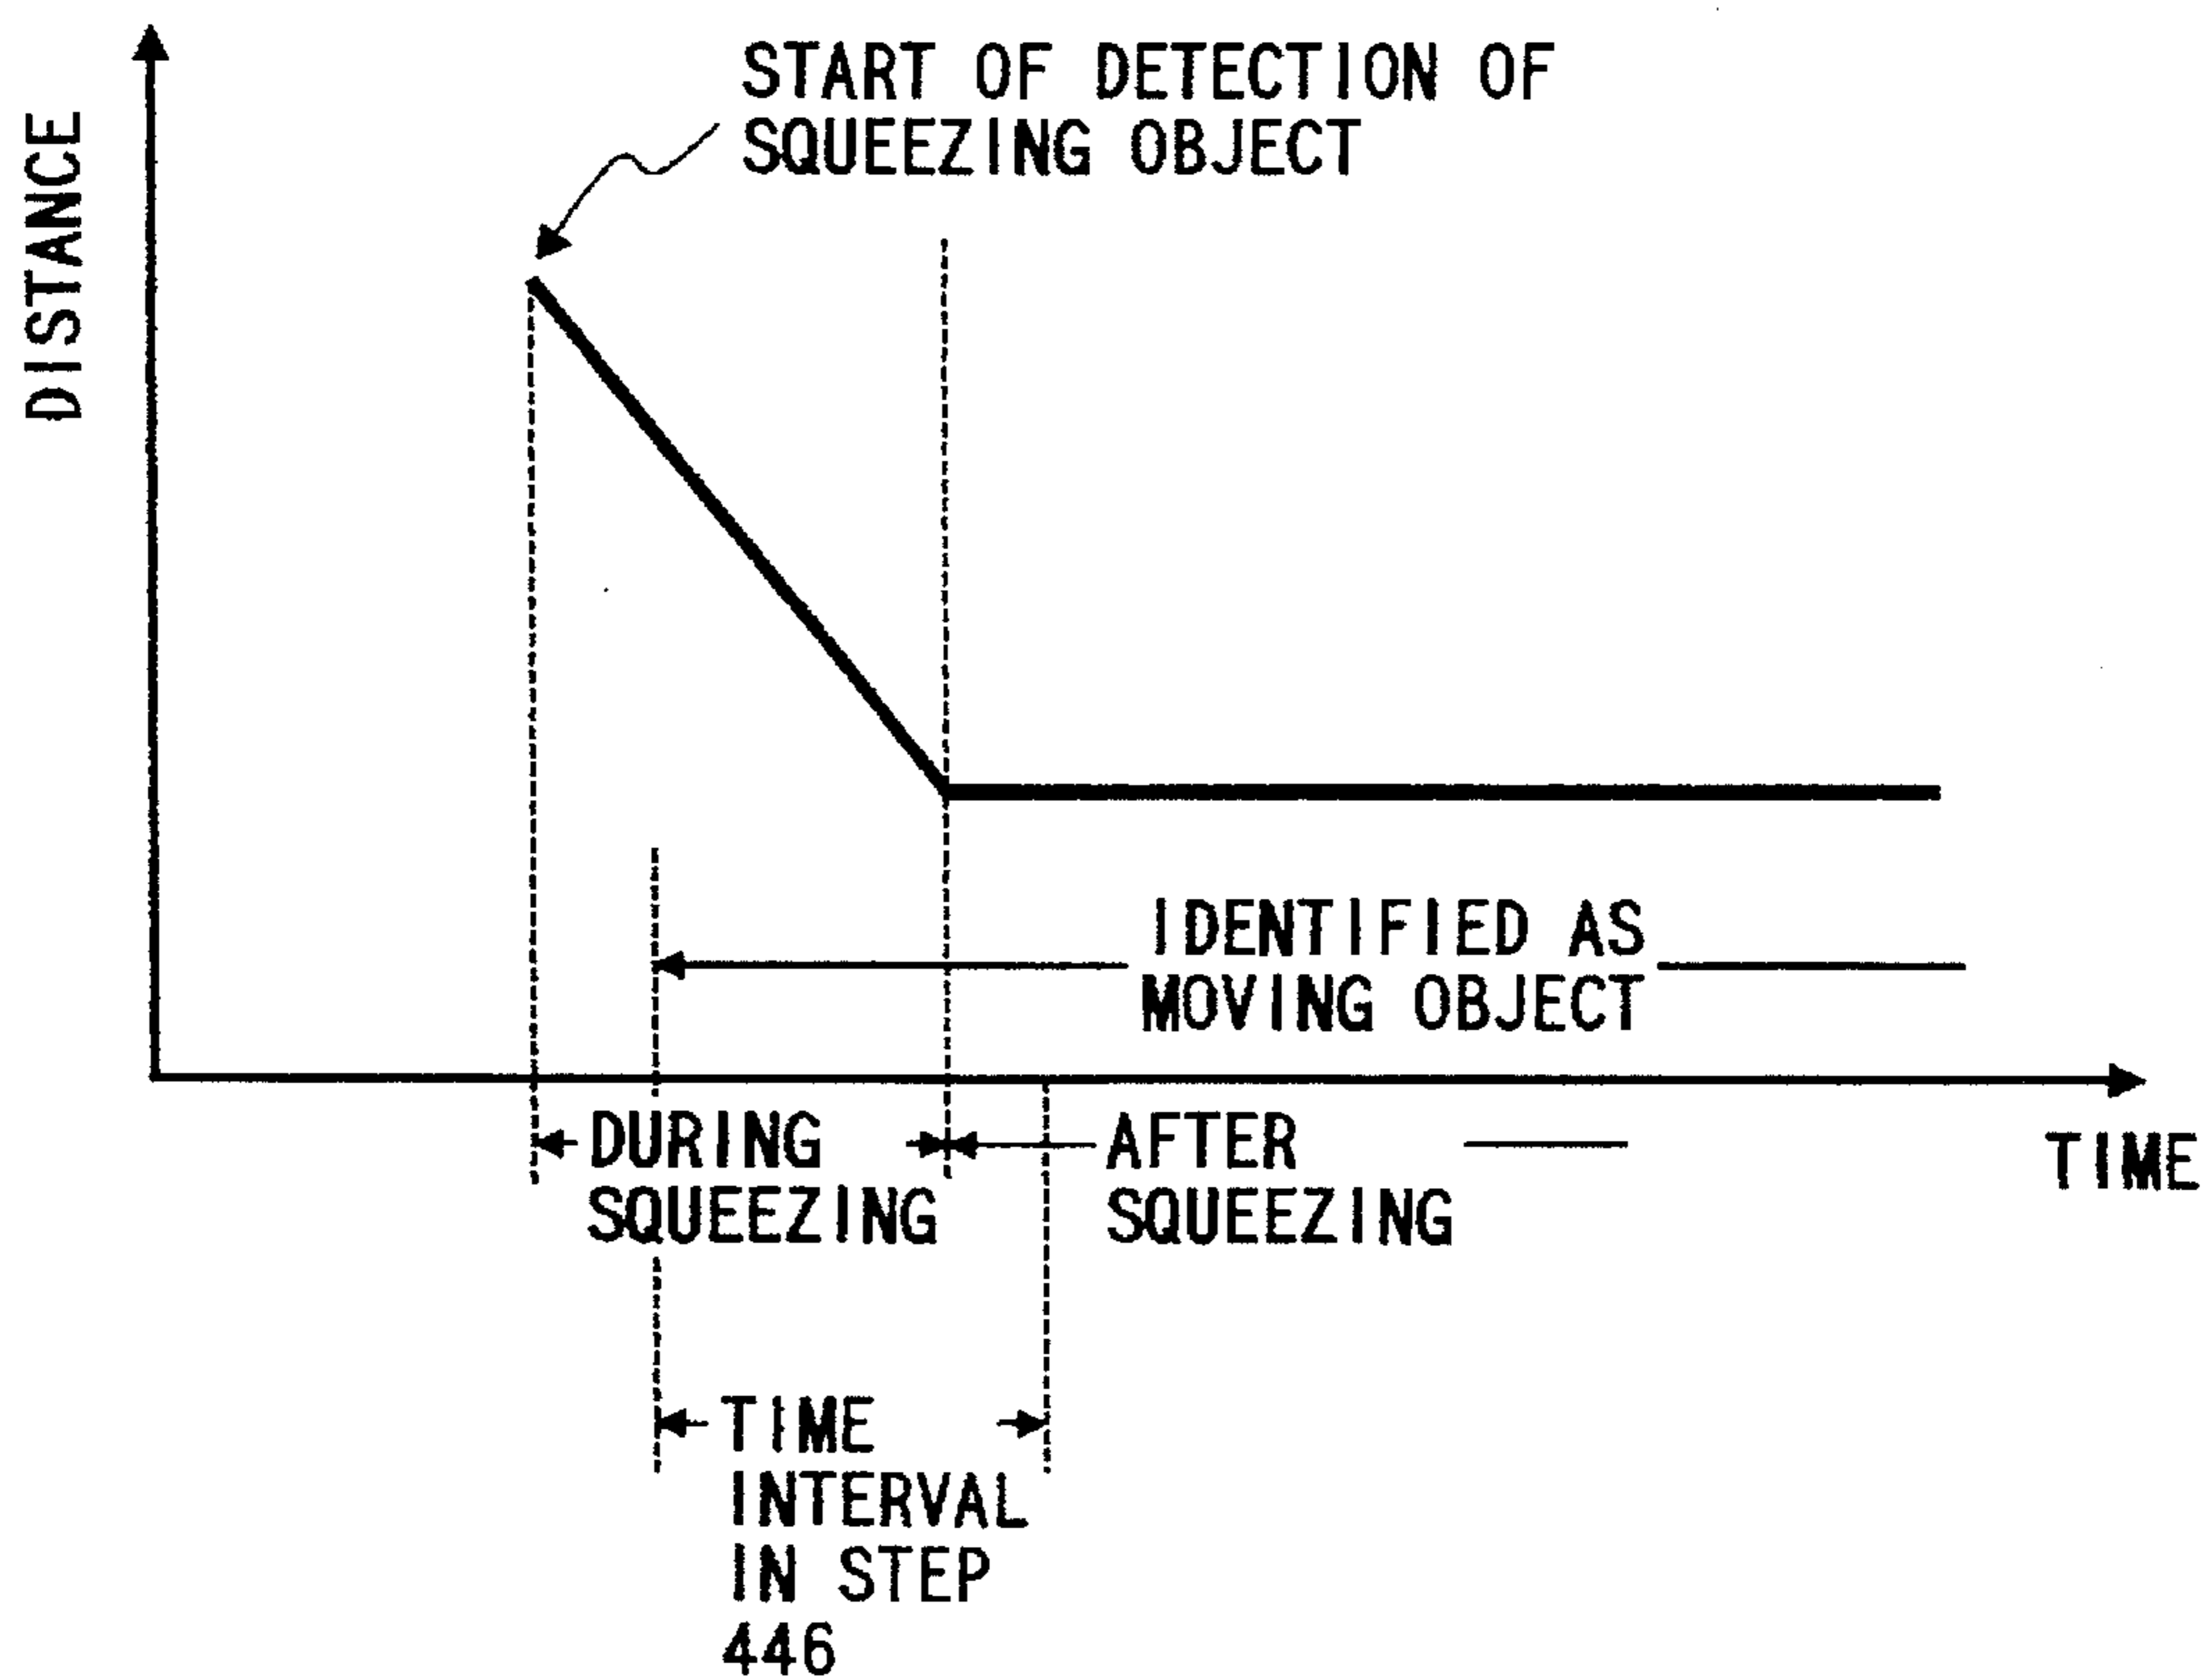 START OF DETECTION OF
SQUEEZING OBJECT
DISTANCE
IDENTIFIED AS
MOVING OBJECT
DURING
SQUEEZING
AFTER
SQUEEZING
TIME
TIME
INTERVAL
IN STEP
446